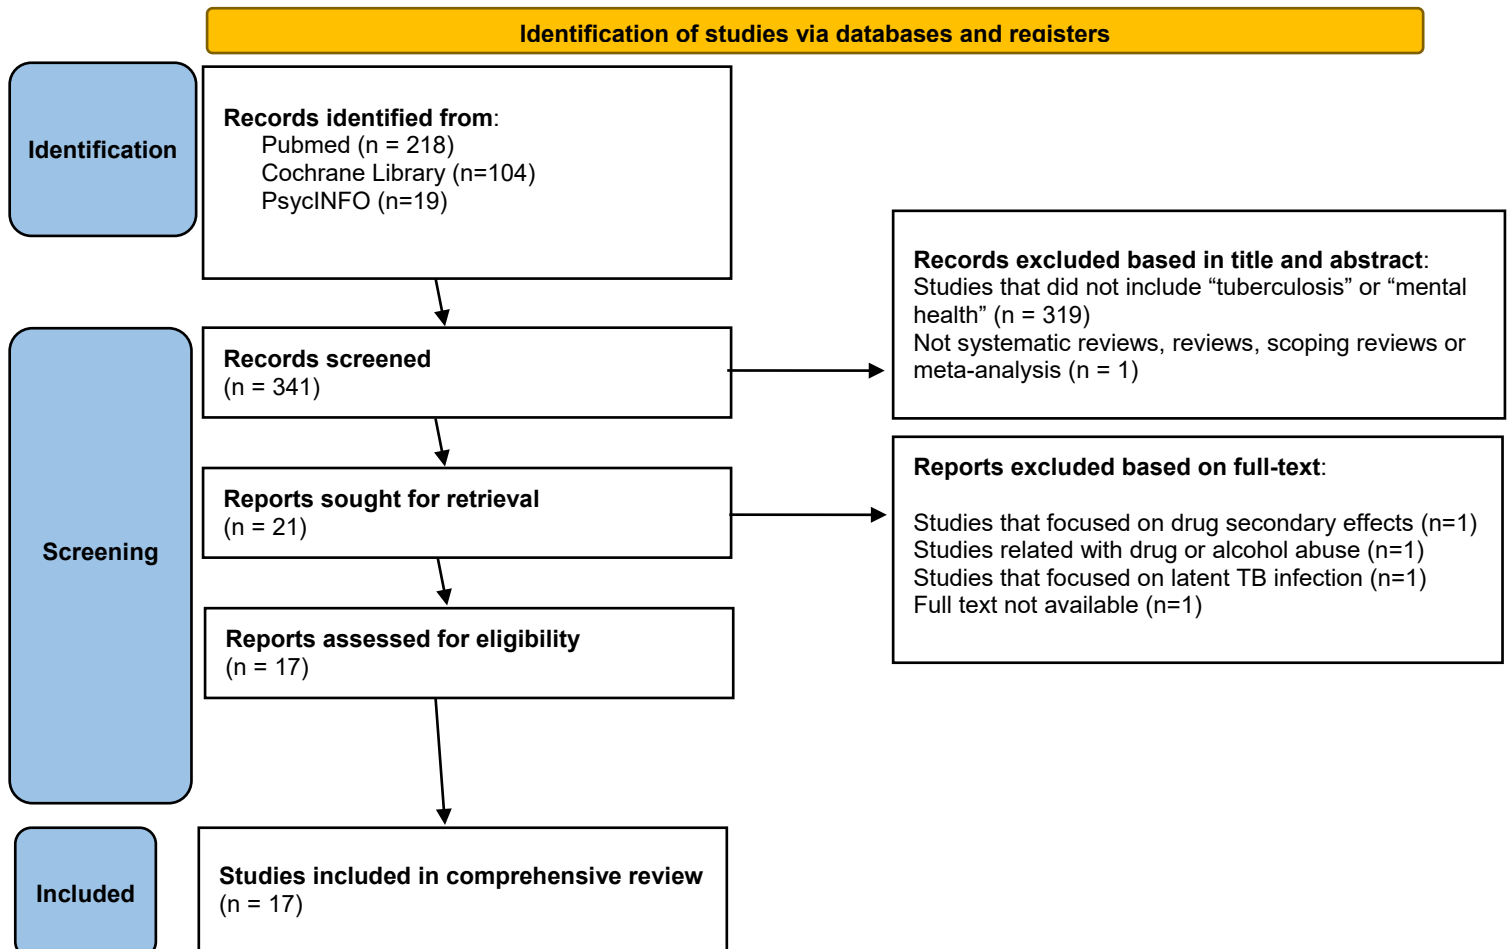 Identification of studies via databases and registers
Identification
Records identified from:
Pubmed (n = 218)
Cochrane Library (n=104)
PsycINFO (n=19)
Records excluded based in title and abstract:
Studies that did not include “tuberculosis” or “mental
health” (n = 319)
Not systematic reviews, reviews, scoping reviews or
meta-analysis (n = 1)
Screening
Records screened
(n = 341)
Reports sought for retrieval
(n = 21)
Reports excluded based on full-text:
Studies that focused on drug secondary effects (n=1)
Studies related with drug or alcohol abuse (n=1)
Studies that focused on latent TB infection (n=1)
Full text not available (n=1)
Reports assessed for eligibility
(n = 17)
Included
Studies included in comprehensive review
(n = 17)